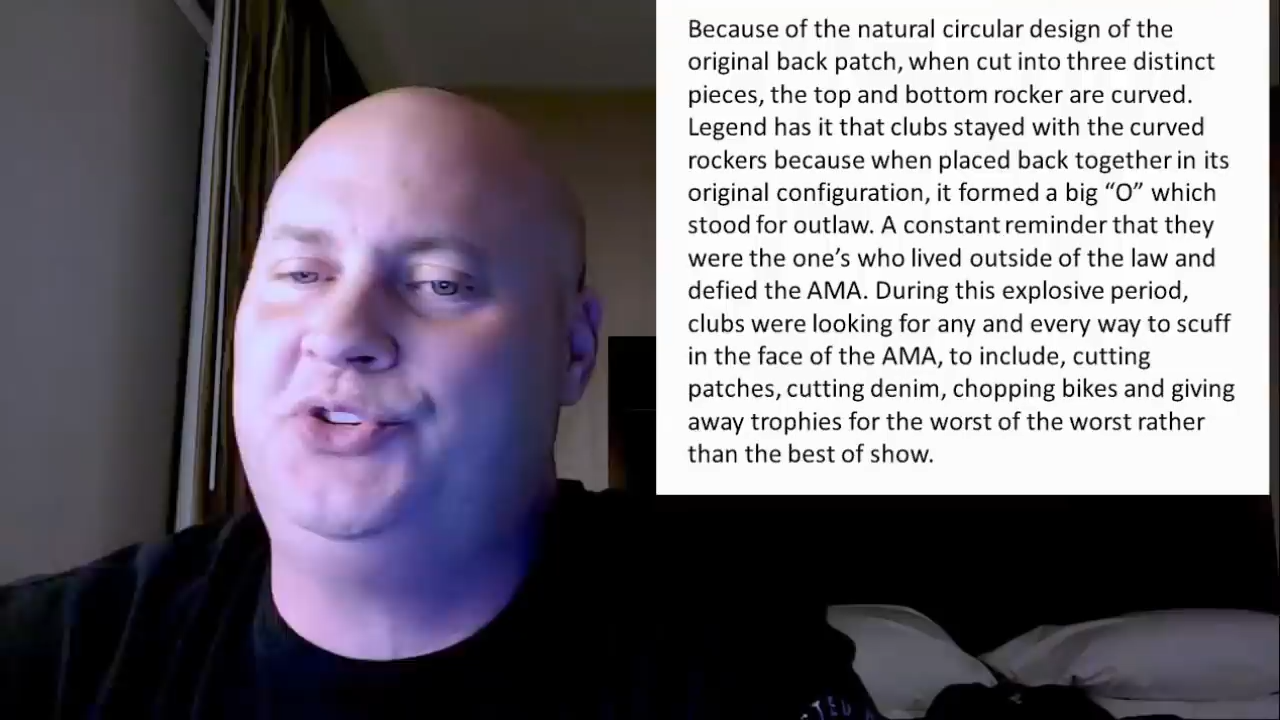 Because of the natural circular design of the
original back patch, when cut into three distinct
pieces, the top and bottom rocker are curved.
Legend has it that clubs stayed with the curved
rockers because when placed back together in its
original configuration, it formed a big “O” which
stood for outlaw. A constant reminder that they
were the one’s who lived outside of the law and
defied the AMA. During this explosive period,
clubs were looking for any and every way to scuff
in the face of the AMA, to include, cutting
patches, cutting denim, chopping bikes and giving
away trophies for the worst of the worst rather
than the best of show.